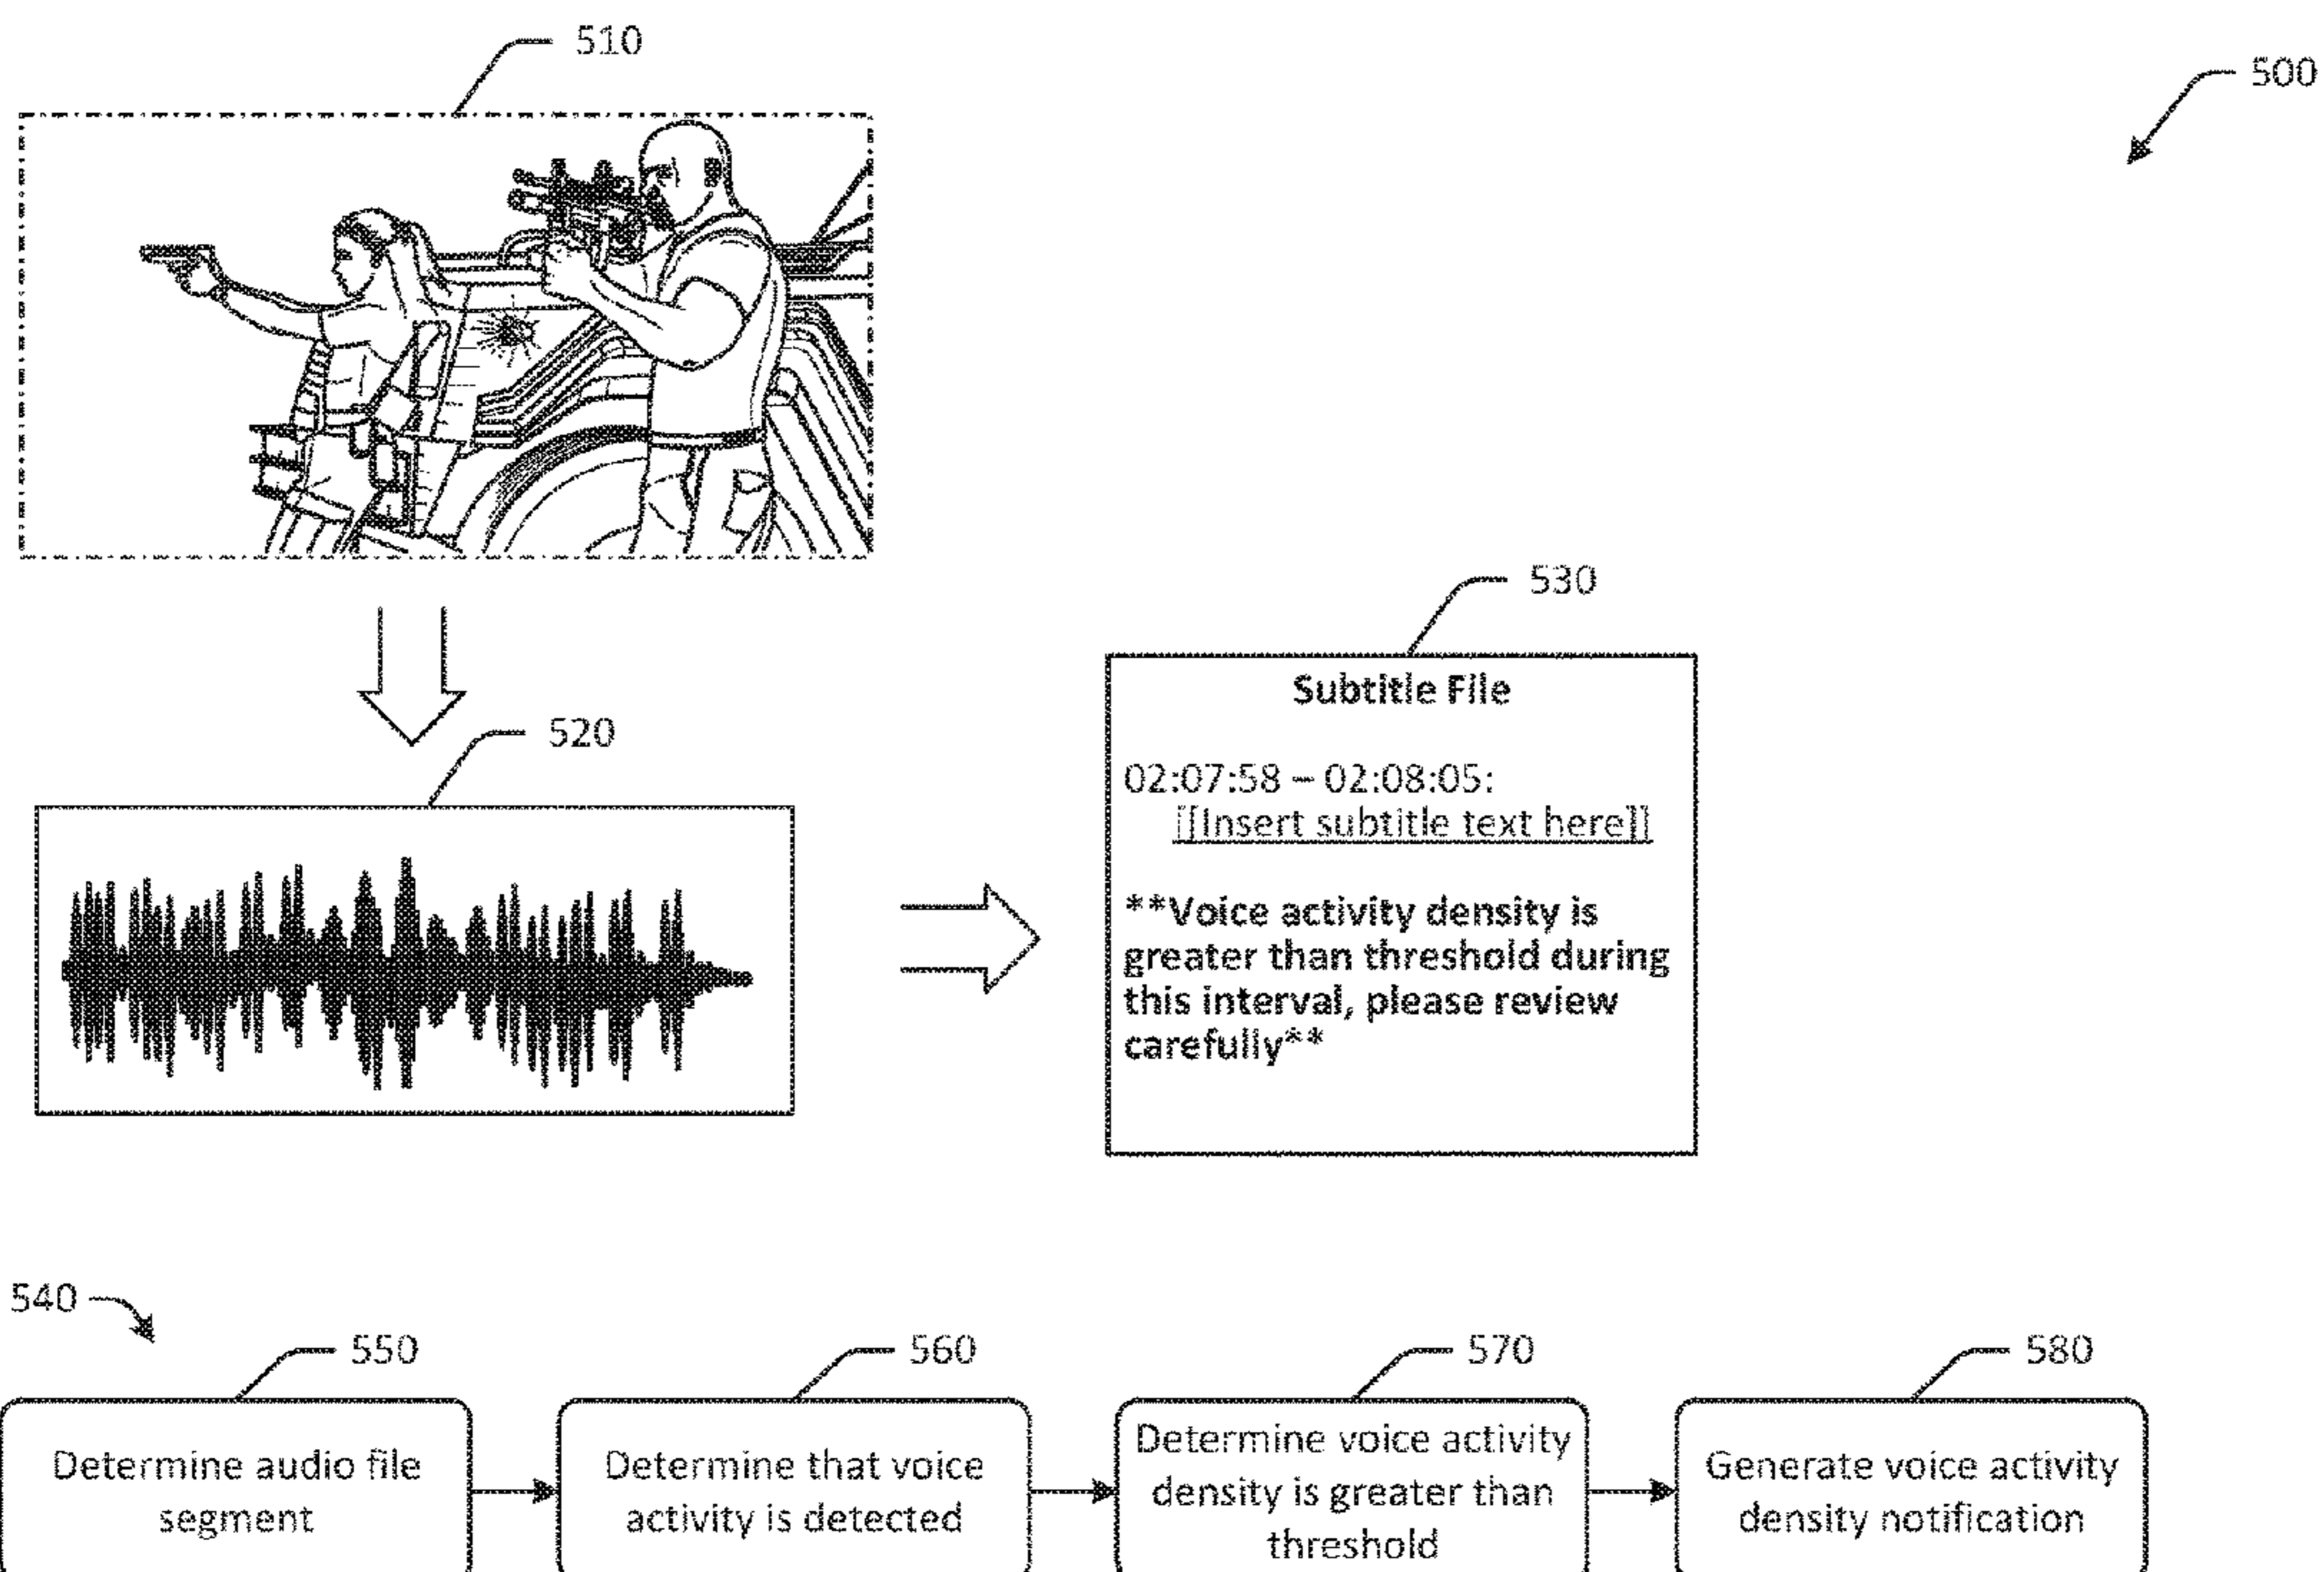 510
500
530
Subtitle File
02:07:58 – 02:08:05:
[[Insert subtitle text here]]
**Voice activity density is
greater than threshold during
this interval, please review
carefully**
520
540
550
Determine audio file
segment
560
Determine that voice
activity is detected
570
Determine voice activity
density is greater than
threshold
580
Generate voice activity
density notification